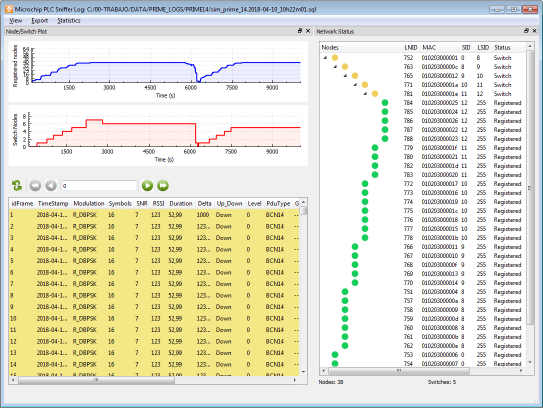 Microchip PLC Sniffer Log C:/00-TRABAJO/DATA/PRIME_LOGS/PRIME14/sim_prime_14.2018-04-10_10h22m01.sql
View Export Statistics
Node/Switch Plot
Registered nodes
40
20
0
1500 3000 4500 6000 7500 9000
Time (s)
Switch Nodes
8
6
4
2
0
1500 3000 4500 6000 7500 9000
Time (s)
0
idFrame TimeStamp Modulation Symbols SNR RSSI Duration Delta Up_Down Level PduType G
1 2018-04-1... R_DBPSK 16 7 123 52,99 1000 Down 0 BCN14 --
2 2018-04-1... R_DBPSK 16 7 123 52,99 123... Down 0 BCN14 --
3 2018-04-1... R_DBPSK 16 7 123 52,99 123... Down 0 BCN14 --
4 2018-04-1... R_DBPSK 16 7 123 52,99 123... Down 0 BCN14 --
5 2018-04-1... R_DBPSK 16 7 123 52,99 123... Down 0 BCN14 --
6 2018-04-1... R_DBPSK 16 7 123 52,99 123... Down 0 BCN14 --
7 2018-04-1... R_DBPSK 16 7 123 52,99 123... Down 0 BCN14 --
8 2018-04-1... R_DBPSK 16 7 123 52,99 123... Down 0 BCN14 --
9 2018-04-1... R_DBPSK 16 7 123 52,99 123... Down 0 BCN14 --
10 2018-04-1... R_DBPSK 16 7 123 52,99 123... Down 0 BCN14 --
11 2018-04-1... R_DBPSK 16 7 123 52,99 123... Down 0 BCN14 --
12 2018-04-1... R_DBPSK 16 7 123 52,99 123... Down 0 BCN14 --
13 2018-04-1... R_DBPSK 16 7 123 52,99 123... Down 0 BCN14 --
14 2018-04-1... R_DBPSK 16 7 123 52,99 123... Down 0 BCN14 --
Network Status
Nodes LNID MAC SID LSID Status
752 010203000001 0 8 Switch
763 01020300000c 8 9 Switch
765 010203000012 9 10 Switch
771 01020300001a 10 11 Switch
781 01020300001e 11 12 Switch
784 010203000025 12 255 Registered
785 010203000024 12 255 Registered
786 010203000026 12 255 Registered
787 010203000022 12 255 Registered
788 010203000023 12 255 Registered
779 01020300001f 11 255 Registered
780 010203000020 11 255 Registered
782 01020300001d 11 255 Registered
783 010203000021 11 255 Registered
772 010203000017 10 255 Registered
774 010203000016 10 255 Registered
776 010203000019 10 255 Registered
777 010203000015 10 255 Registered
778 01020300001b 10 255 Registered
766 010203000011 9 255 Registered
767 010203000010 9 255 Registered
768 01020300000f 9 255 Registered
769 010203000013 9 255 Registered
770 010203000014 9 255 Registered
751 010203000004 8 255 Registered
757 01020300000a 8 255 Registered
758 010203000002 8 255 Registered
759 01020300000d 8 255 Registered
760 010203000008 8 255 Registered
761 01020300000b 8 255 Registered
762 010203000009 8 255 Registered
753 010203000006 0 255 Registered
754 010203000007 0 255 Registered
Nodes: 38 Switches: 5